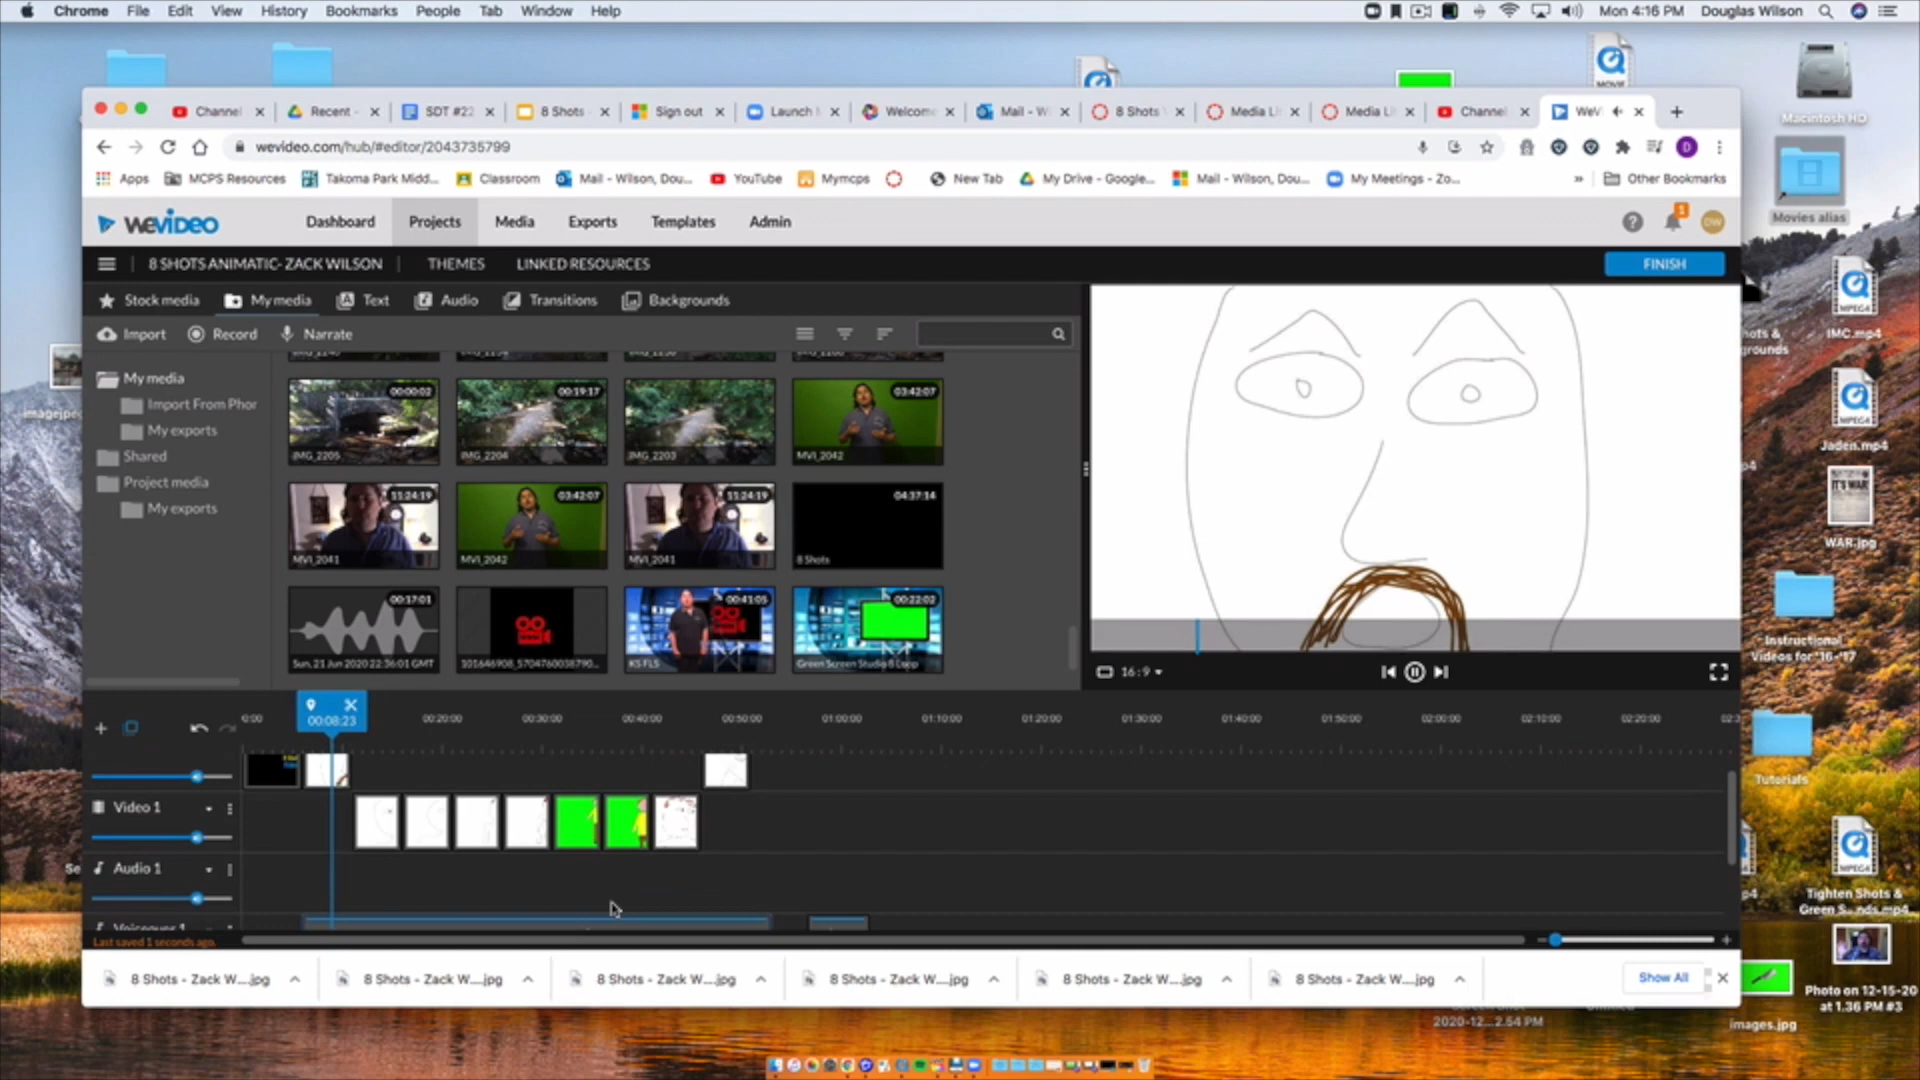 Chrome File Edit View History Bookmarks People Tab Window Help
Mon 4:16 PM Douglas Wilson
MOVIE
Macintosh HD
Movies alias
MPEG4
IMC.mp4
MPEG4
Jaden.mp4
IT'S WAR
WAR.jpg
Instructional
Videos for '16-'17
Tutorials
MPEG4
Tighten Shots &
Green S...nds.mp4
Photo on 12-15-20
at 1.36 PM #3
images.jpg
2020-12...2.54 PM
Channel Recent - SDT #22 8 Shots Sign out Launch Welcome Mail - W 8 Shots Media Li Media Li Channel WeVi
wevideo.com/hub/#editor/2043735799
D
Apps MCPS Resources Takoma Park Midd... Classroom Mail - Wilson, Dou... YouTube Mymcps New Tab My Drive - Google... Mail - Wilson, Dou... My Meetings - Zo... » Other Bookmarks
WEVIDEO Dashboard Projects Media Exports Templates Admin
? 1 DW
8 SHOTS ANIMATIC- ZACK WILSON THEMES LINKED RESOURCES FINISH
Stock media My media Text Audio Transitions Backgrounds
Import Record Narrate
My media
Import From Phor
My exports
Shared
Project media
My exports
00:00:02 00:19:17 03:42:07
IMG_2205 IMG_2204 IMG_2203 MVI_2042
11:24:19 03:42:07 11:24:19 04:37:14
MVI_2041 MVI_2042 MVI_2041 8 Shots
00:17:01 00:41:05 00:22:02
Sun, 21 Jun 2020 22:36:01 GMT 101646908_5704760038790... KS FLS Green Screen Studio 8 Loop
16:9
0:00 00:08:23 00:20:00 00:30:00 00:40:00 00:50:00 01:00:00 01:10:00 01:20:00 01:30:00 01:40:00 01:50:00 02:00:00 02:10:00 02:20:00 02:3
Video 1
Audio 1
Last saved 1 seconds ago.
8 Shots - Zack W....jpg 8 Shots - Zack W....jpg 8 Shots - Zack W....jpg 8 Shots - Zack W....jpg 8 Shots - Zack W....jpg 8 Shots - Zack W....jpg Show All